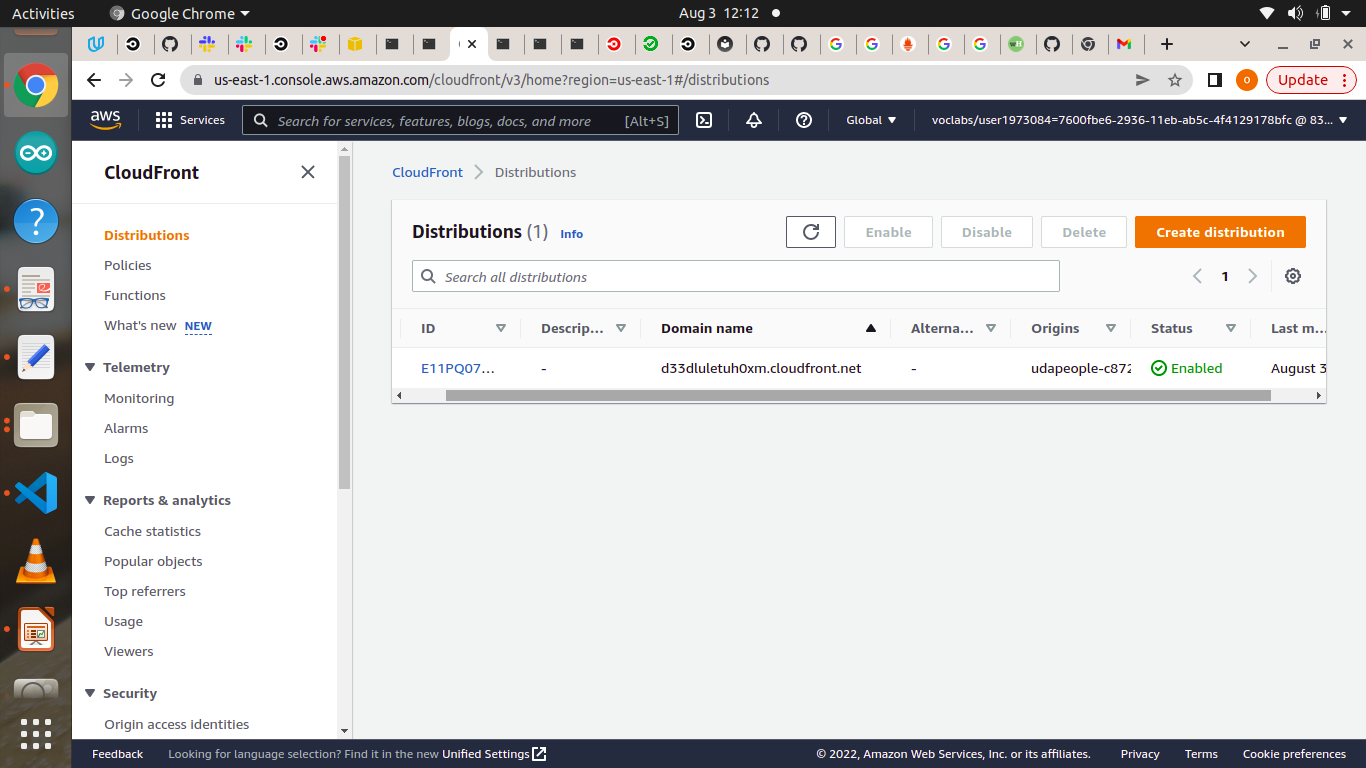 Activities
Google Chrome
Aug 3 12:12
us-east-1.console.aws.amazon.com/cloudfront/v3/home?region=us-east-1#/distributions
o
Update
aws
Services
Search for services, features, blogs, docs, and more
[Alt+S]
Global
voclabs/user1973084=7600fbe6-2936-11eb-ab5c-4f4129178bfc @ 83...
CloudFront
Distributions
Policies
Functions
What's new NEW
Telemetry
Monitoring
Alarms
Logs
Reports & analytics
Cache statistics
Popular objects
Top referrers
Usage
Viewers
Security
Origin access identities
CloudFront
Distributions
Distributions (1) Info
Enable
Disable
Delete
Create distribution
Search all distributions
1
ID Descrip... Domain name Alterna... Origins Status Last m...
E11PQ07... - d33dluletuh0xm.cloudfront.net - udapeople-c872 Enabled August 3
Feedback
Looking for language selection? Find it in the new Unified Settings
© 2022, Amazon Web Services, Inc. or its affiliates.
Privacy
Terms
Cookie preferences